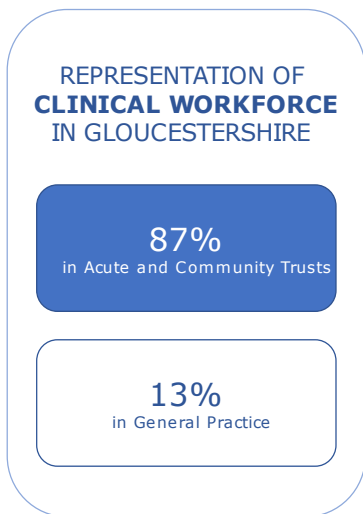 REPRESENTATION OF
CLINICAL WORKFORCE
IN GLOUCESTERSHIRE
87%
in Acute and Community Trusts
13%
in General Practice